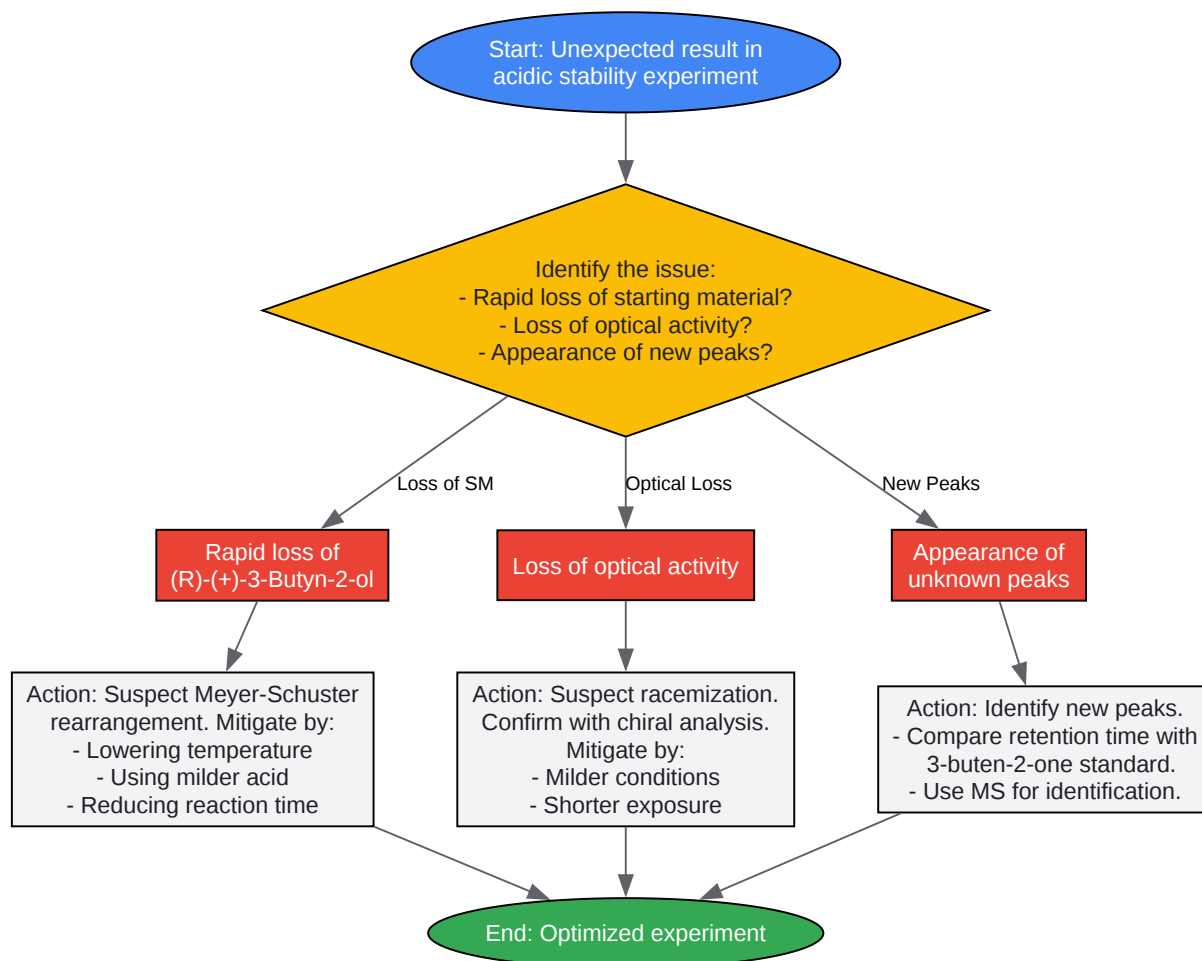 Start: Unexpected result in
acidic stability experiment
Identify the issue:
- Rapid loss of starting material?
- Loss of optical activity?
- Appearance of new peaks?
Loss of SM
Optical Loss
New Peaks
Rapid loss of
(R)-(+)-3-Butyn-2-ol
Loss of optical activity
Appearance of
unknown peaks
Action: Suspect Meyer-Schuster
rearrangement. Mitigate by:
- Lowering temperature
- Using milder acid
- Reducing reaction time
Action: Suspect racemization.
Confirm with chiral analysis.
Mitigate by:
- Milder conditions
- Shorter exposure
Action: Identify new peaks.
- Compare retention time with
3-buten-2-one standard.
- Use MS for identification.
End: Optimized experiment